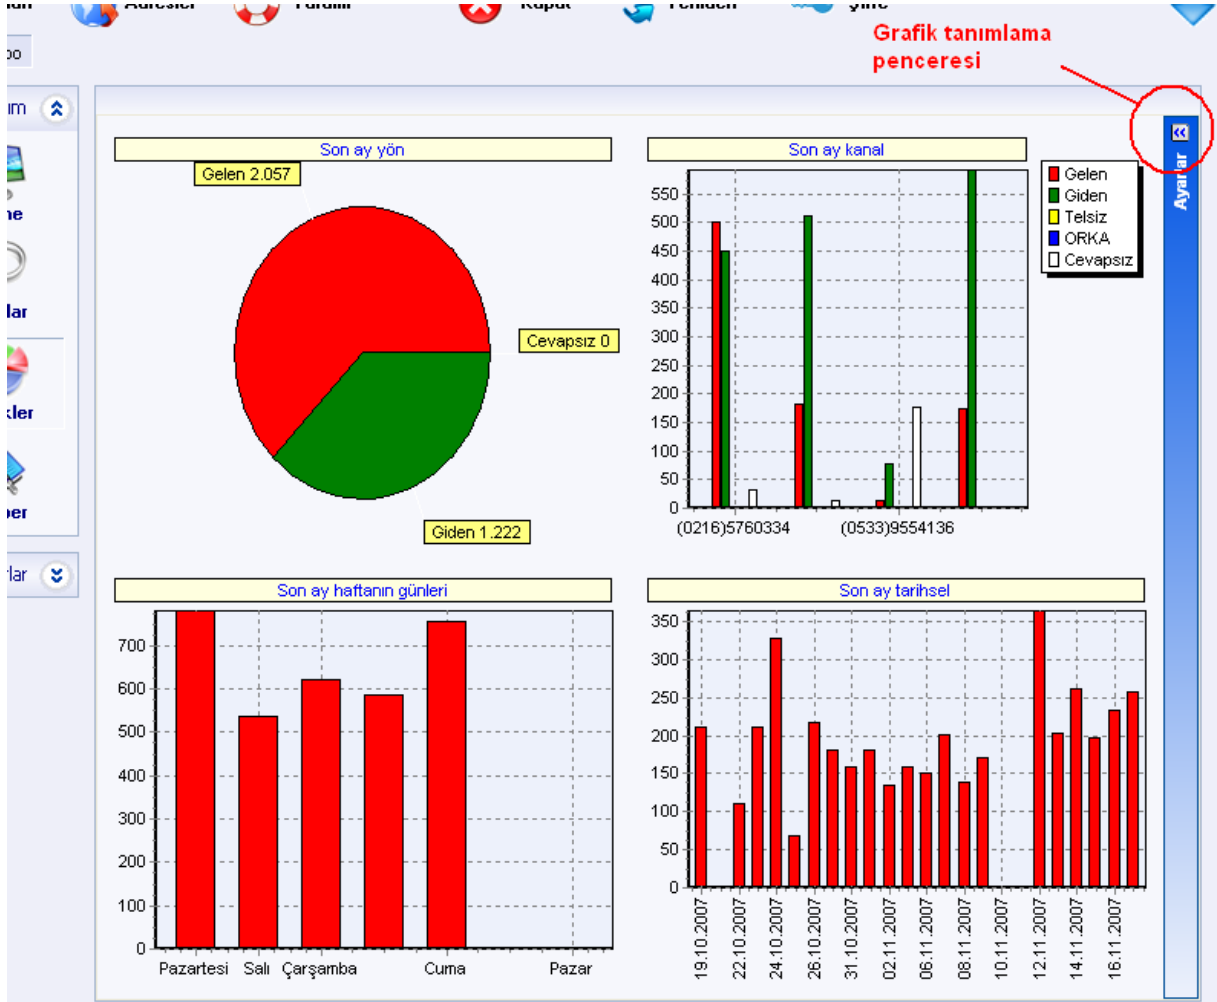 Adresler
Yardım
Kapat
Yeniden
Şifre
Grafik tanımlama
penceresi
Ayarlar
Son ay yön
Gelen 2.057
Cevapsız 0
Giden 1.222
Son ay kanal
Gelen
Giden
Telsiz
ORKA
Cevapsız
550
500
450
400
350
300
250
200
150
100
50
0
(0216)5760334 (0533)9554136
Son ay haftanın günleri
700
600
500
400
300
200
100
0
Pazartesi Salı Çarşamba Cuma Pazar
Son ay tarihsel
350
300
250
200
150
100
50
0
19.10.2007
22.10.2007
24.10.2007
26.10.2007
31.10.2007
02.11.2007
06.11.2007
08.11.2007
10.11.2007
12.11.2007
14.11.2007
16.11.2007